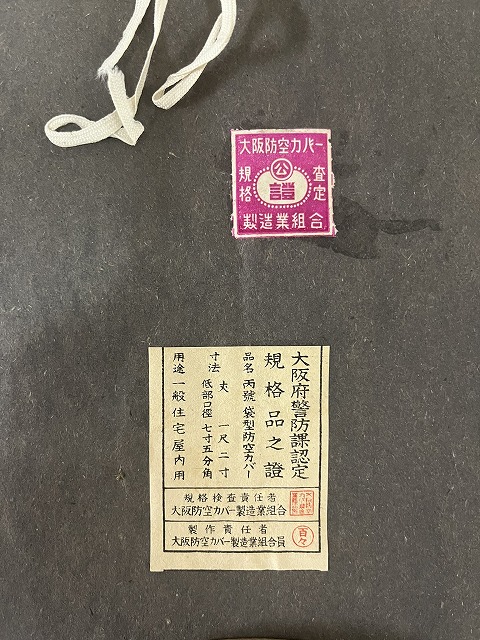 大阪防空カバー
公
證
規格
査定
製造業組合
大阪府警防課認定
規格品之證
品名 丙號 袋型防空カバー
寸法 丈 一尺二寸
底部口徑 七寸五分角
用途 一般住宅屋内用
規格検査責任者
大阪防空カバー製造業組合
製作責任者
大阪防空カバー製造業組合員
百々